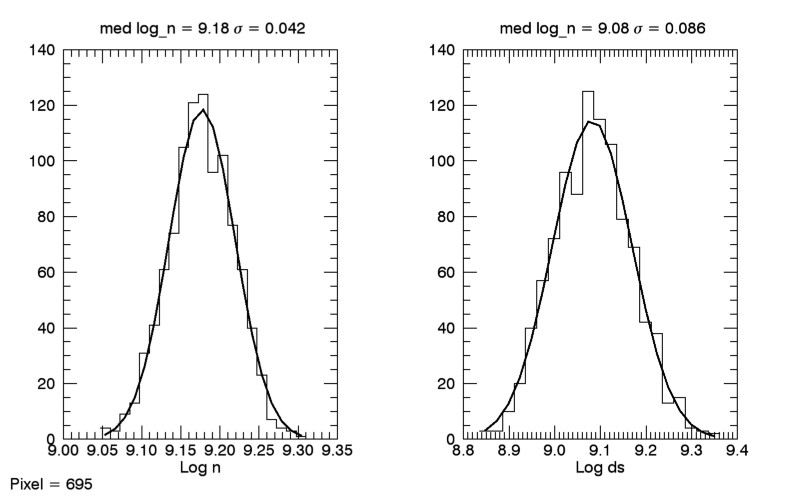 med log_n = 9.18 σ = 0.042
140
120
100
80
60
40
20
0
9.00 9.05 9.10 9.15 9.20 9.25 9.30 9.35
Log n
med log_n = 9.08 σ = 0.086
140
120
100
80
60
40
20
0
8.8 8.9 9.0 9.1 9.2 9.3 9.4
Log ds
Pixel = 695